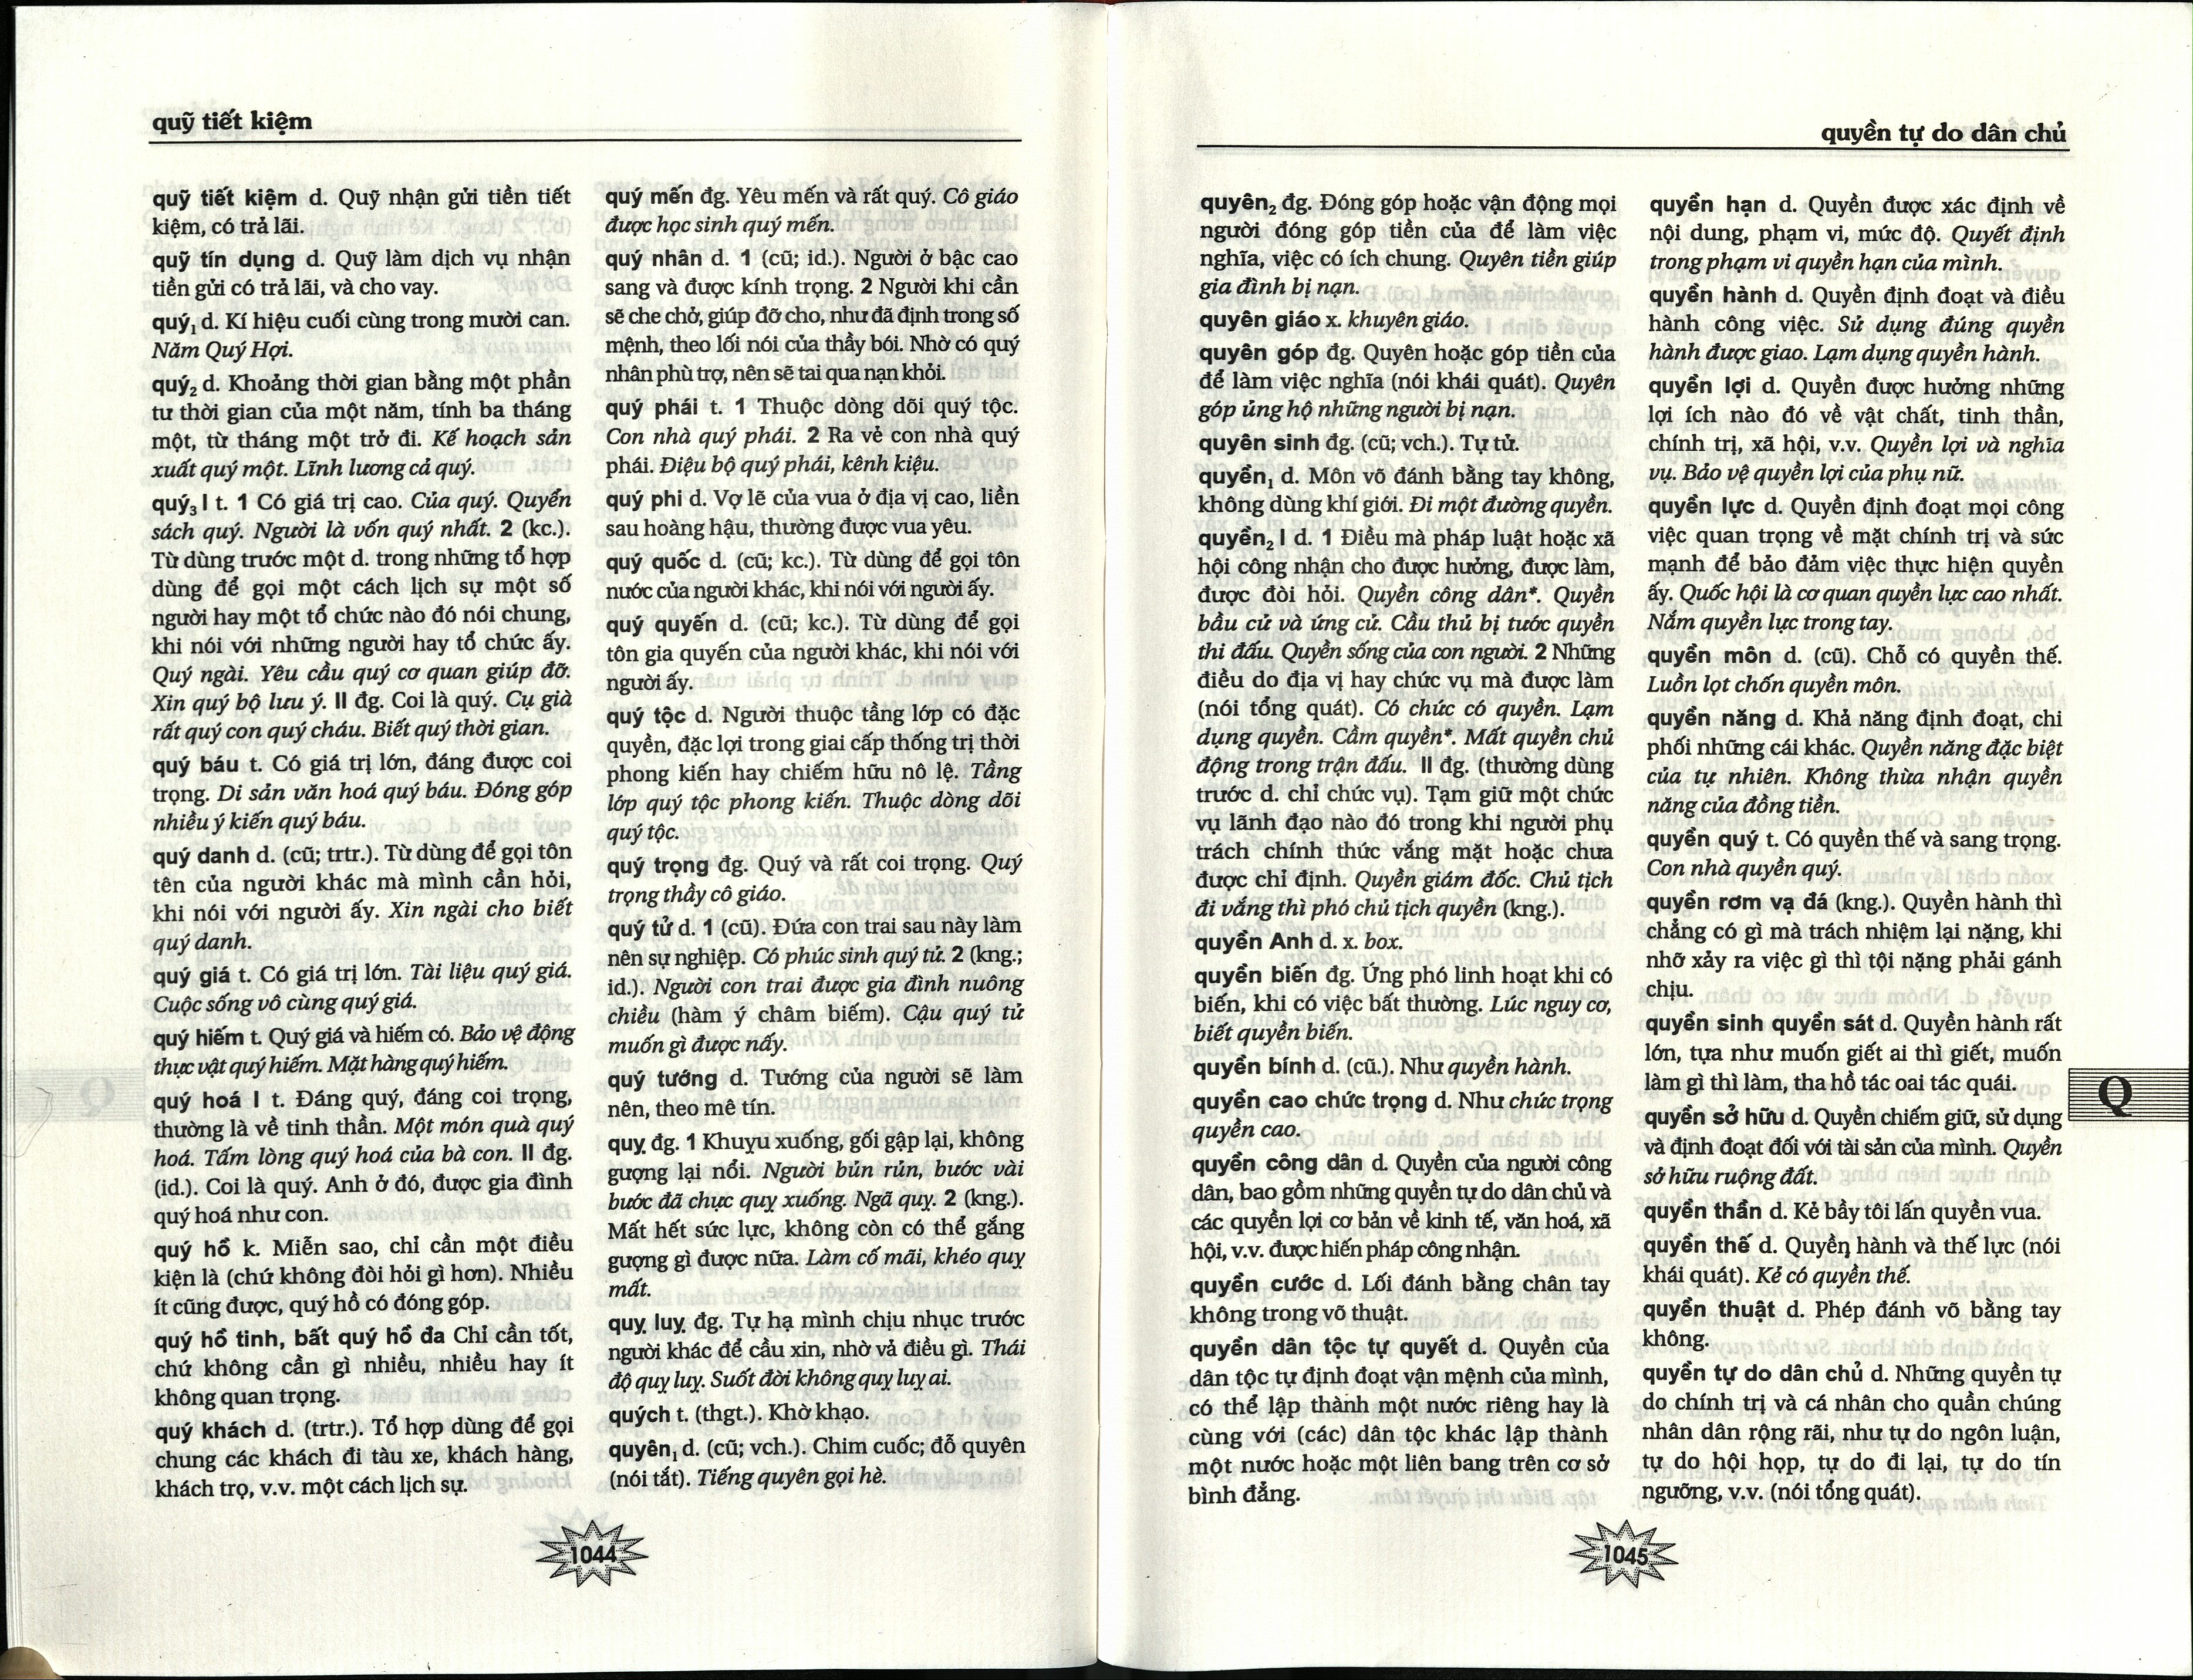 quỹ tiết kiệm
quỹ tiết kiệm d. Quỹ nhận gửi tiền tiết
kiệm, có trả lãi.
quỹ tín dụng d. Quỹ làm dịch vụ nhận
tiền gửi có trả lãi, và cho vay.
quý₁ d. Kí hiệu cuối cùng trong mười can.
Năm Quý Hợi.
quý₂ d. Khoảng thời gian bằng một phần
tư thời gian của một năm, tính ba tháng
một, từ tháng một trở đi. Kế hoạch sản
xuất quý một. Lĩnh lương cả quý.
quý₃ I t. 1 Có giá trị cao. Của quý. Quyển
sách quý. Người là vốn quý nhất. 2 (kc.).
Từ dùng trước một d. trong những tổ hợp
dùng để gọi một cách lịch sự một số
người hay một tổ chức nào đó nói chung,
khi nói với những người hay tổ chức ấy.
Quý ngài. Yêu cầu quý cơ quan giúp đỡ.
Xin quý bộ lưu ý. II đg. Coi là quý. Cụ già
rất quý con quý cháu. Biết quý thời gian.
quý báu t. Có giá trị lớn, đáng được coi
trọng. Di sản văn hoá quý báu. Đóng góp
nhiều ý kiến quý báu.
quý danh d. (cũ; trtr.). Từ dùng để gọi tôn
tên của người khác mà mình cần hỏi,
khi nói với người ấy. Xin ngài cho biết
quý danh.
quý giá t. Có giá trị lớn. Tài liệu quý giá.
Cuộc sống vô cùng quý giá.
quý hiếm t. Quý giá và hiếm có. Bảo vệ động
thực vật quý hiếm. Mặt hàng quý hiếm.
quý hoá I t. Đáng quý, đáng coi trọng,
thường là về tinh thần. Một món quà quý
hoá. Tấm lòng quý hoá của bà con. II đg.
(id.). Coi là quý. Anh ở đó, được gia đình
quý hoá như con.
quý hồ k. Miễn sao, chỉ cần một điều
kiện là (chứ không đòi hỏi gì hơn). Nhiều
ít cũng được, quý hồ có đóng góp.
quý hồ tinh, bất quý hồ đa Chỉ cần tốt,
chứ không cần gì nhiều, nhiều hay ít
không quan trọng.
quý khách d. (trtr.). Tổ hợp dùng để gọi
chung các khách đi tàu xe, khách hàng,
khách trọ, v.v. một cách lịch sự.
quý mến đg. Yêu mến và rất quý. Cô giáo
được học sinh quý mến.
quý nhân d. 1 (cũ; id.). Người ở bậc cao
sang và được kính trọng. 2 Người khi cần
sẽ che chở, giúp đỡ cho, như đã định trong số
mệnh, theo lối nói của thầy bói. Nhờ có quý
nhân phù trợ, nên sẽ tai qua nạn khỏi.
quý phái t. 1 Thuộc dòng dõi quý tộc.
Con nhà quý phái. 2 Ra vẻ con nhà quý
phái. Điệu bộ quý phái, kênh kiệu.
quý phi d. Vợ lẽ của vua ở địa vị cao, liền
sau hoàng hậu, thường được vua yêu.
quý quốc d. (cũ; kc.). Từ dùng để gọi tôn
nước của người khác, khi nói với người ấy.
quý quyến d. (cũ; kc.). Từ dùng để gọi
tôn gia quyến của người khác, khi nói với
người ấy.
quý tộc d. Người thuộc tầng lớp có đặc
quyền, đặc lợi trong giai cấp thống trị thời
phong kiến hay chiếm hữu nô lệ. Tầng
lớp quý tộc phong kiến. Thuộc dòng dõi
quý tộc.
quý trọng đg. Quý và rất coi trọng. Quý
trọng thầy cô giáo.
quý tử d. 1 (cũ). Đứa con trai sau này làm
nên sự nghiệp. Có phúc sinh quý tử. 2 (kng.;
id.). Người con trai được gia đình nuông
chiều (hàm ý châm biếm). Cậu quý tử
muốn gì được nấy.
quý tướng d. Tướng của người sẽ làm
nên, theo mê tín.
quỵ đg. 1 Khuỵu xuống, gối gập lại, không
gượng lại nổi. Người bủn rủn, bước vài
bước đã chực quỵ xuống. Ngã quỵ. 2 (kng.).
Mất hết sức lực, không còn có thể gắng
gượng gì được nữa. Làm cố mãi, khéo quỵ
mất.
quỵ luỵ đg. Tự hạ mình chịu nhục trước
người khác để cầu xin, nhờ vả điều gì. Thái
độ quỵ luỵ. Suốt đời không quỵ luỵ ai.
quých t. (thgt.). Khờ khạo.
quyên₁ d. (cũ; vch.). Chim cuốc; đỗ quyên
(nói tắt). Tiếng quyên gọi hè.
1044
quyền tự do dân chủ
quyên₂ đg. Đóng góp hoặc vận động mọi
người đóng góp tiền của để làm việc
nghĩa, việc có ích chung. Quyên tiền giúp
gia đình bị nạn.
quyên giáo x. khuyên giáo.
quyên góp đg. Quyên hoặc góp tiền của
để làm việc nghĩa (nói khái quát). Quyên
góp ủng hộ những người bị nạn.
quyên sinh đg. (cũ; vch.). Tự tử.
quyền₁ d. Môn võ đánh bằng tay không,
không dùng khí giới. Đi một đường quyền.
quyền₂ I d. 1 Điều mà pháp luật hoặc xã
hội công nhận cho được hưởng, được làm,
được đòi hỏi. Quyền công dân*. Quyền
bầu cử và ứng cử. Cầu thủ bị tước quyền
thi đấu. Quyền sống của con người. 2 Những
điều do địa vị hay chức vụ mà được làm
(nói tổng quát). Có chức có quyền. Lạm
dụng quyền. Cầm quyền*. Mất quyền chủ
động trong trận đấu. II đg. (thường dùng
trước d. chỉ chức vụ). Tạm giữ một chức
vụ lãnh đạo nào đó trong khi người phụ
trách chính thức vắng mặt hoặc chưa
được chỉ định. Quyền giám đốc. Chủ tịch
đi vắng thì phó chủ tịch quyền (kng.).
quyền Anh d. x. box.
quyền biến đg. Ứng phó linh hoạt khi có
biến, khi có việc bất thường. Lúc nguy cơ,
biết quyền biến.
quyền bính d. (cũ.). Như quyền hành.
quyền cao chức trọng d. Như chức trọng
quyền cao.
quyền công dân d. Quyền của người công
dân, bao gồm những quyền tự do dân chủ và
các quyền lợi cơ bản về kinh tế, văn hoá, xã
hội, v.v. được hiến pháp công nhận.
quyền cước d. Lối đánh bằng chân tay
không trong võ thuật.
quyền dân tộc tự quyết d. Quyền của
dân tộc tự định đoạt vận mệnh của mình,
có thể lập thành một nước riêng hay là
cùng với (các) dân tộc khác lập thành
một nước hoặc một liên bang trên cơ sở
bình đẳng.
quyền hạn d. Quyền được xác định về
nội dung, phạm vi, mức độ. Quyết định
trong phạm vi quyền hạn của mình.
quyền hành d. Quyền định đoạt và điều
hành công việc. Sử dụng đúng quyền
hành được giao. Lạm dụng quyền hành.
quyền lợi d. Quyền được hưởng những
lợi ích nào đó về vật chất, tinh thần,
chính trị, xã hội, v.v. Quyền lợi và nghĩa
vụ. Bảo vệ quyền lợi của phụ nữ.
quyền lực d. Quyền định đoạt mọi công
việc quan trọng về mặt chính trị và sức
mạnh để bảo đảm việc thực hiện quyền
ấy. Quốc hội là cơ quan quyền lực cao nhất.
Nắm quyền lực trong tay.
quyền môn d. (cũ). Chỗ có quyền thế.
Luồn lọt chốn quyền môn.
quyền năng d. Khả năng định đoạt, chi
phối những cái khác. Quyền năng đặc biệt
của tự nhiên. Không thừa nhận quyền
năng của đồng tiền.
quyền quý t. Có quyền thế và sang trọng.
Con nhà quyền quý.
quyền rơm vạ đá (kng.). Quyền hành thì
chẳng có gì mà trách nhiệm lại nặng, khi
nhỡ xảy ra việc gì thì tội nặng phải gánh
chịu.
quyền sinh quyền sát d. Quyền hành rất
lớn, tựa như muốn giết ai thì giết, muốn
làm gì thì làm, tha hồ tác oai tác quái.
quyền sở hữu d. Quyền chiếm giữ, sử dụng
và định đoạt đối với tài sản của mình. Quyền
sở hữu ruộng đất.
quyền thần d. Kẻ bầy tôi lấn quyền vua.
quyền thế d. Quyền hành và thế lực (nói
khái quát). Kẻ có quyền thế.
quyền thuật d. Phép đánh võ bằng tay
không.
quyền tự do dân chủ d. Những quyền tự
do chính trị và cá nhân cho quần chúng
nhân dân rộng rãi, như tự do ngôn luận,
tự do hội họp, tự do đi lại, tự do tín
ngưỡng, v.v. (nói tổng quát).
Q
1045